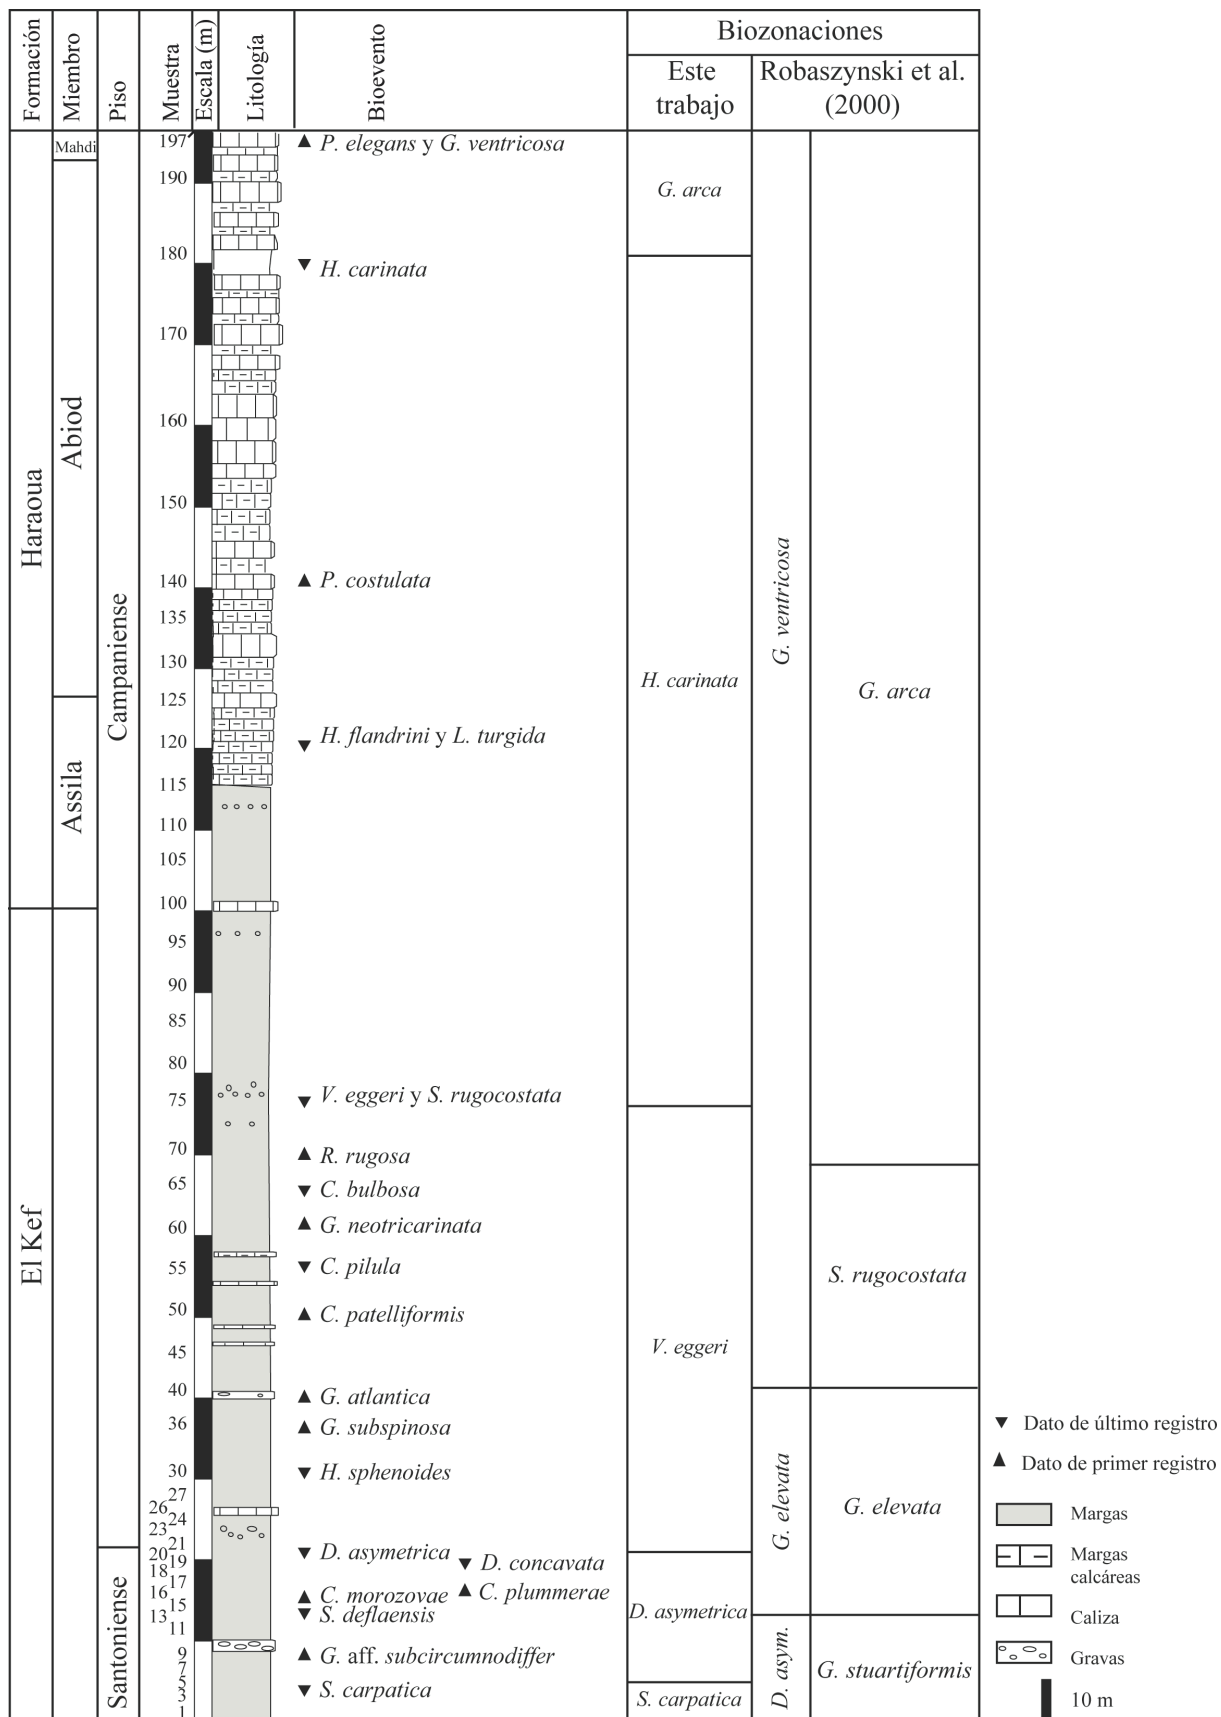 Formación
Miembro
Piso
Muestra
Escala (m)
Litología
Bioevento
Biozonaciones
Este
trabajo
Robaszynski et al.
(2000)
Haraoua
El Kef
Mahdi
Abiod
Assila
Campaniense
Santoniense
197
190
180
170
160
150
140
135
130
125
120
115
110
105
100
95
90
85
80
75
70
65
60
55
50
45
40
36
30
27
26
24
23
21
20
19
18
17
16
15
13
11
9
7
5
3
1
P. elegans y G. ventricosa
H. carinata
P. costulata
H. flandrini y L. turgida
V. eggeri y S. rugocostata
R. rugosa
C. bulbosa
G. neotricarinata
C. pilula
C. patelliformis
G. atlantica
G. subspinosa
H. sphenoides
D. asymetrica
D. concavata
C. morozovae
C. plummerae
S. deflaensis
G. aff. subcircumnodiffer
S. carpatica
G. arca
H. carinata
V. eggeri
D. asymetrica
S. carpatica
G. ventricosa
G. elevata
D. asym.
G. arca
S. rugocostata
G. elevata
G. stuartiformis
Dato de último registro
Dato de primer registro
Margas
Margas
calcáreas
Caliza
Gravas
10 m